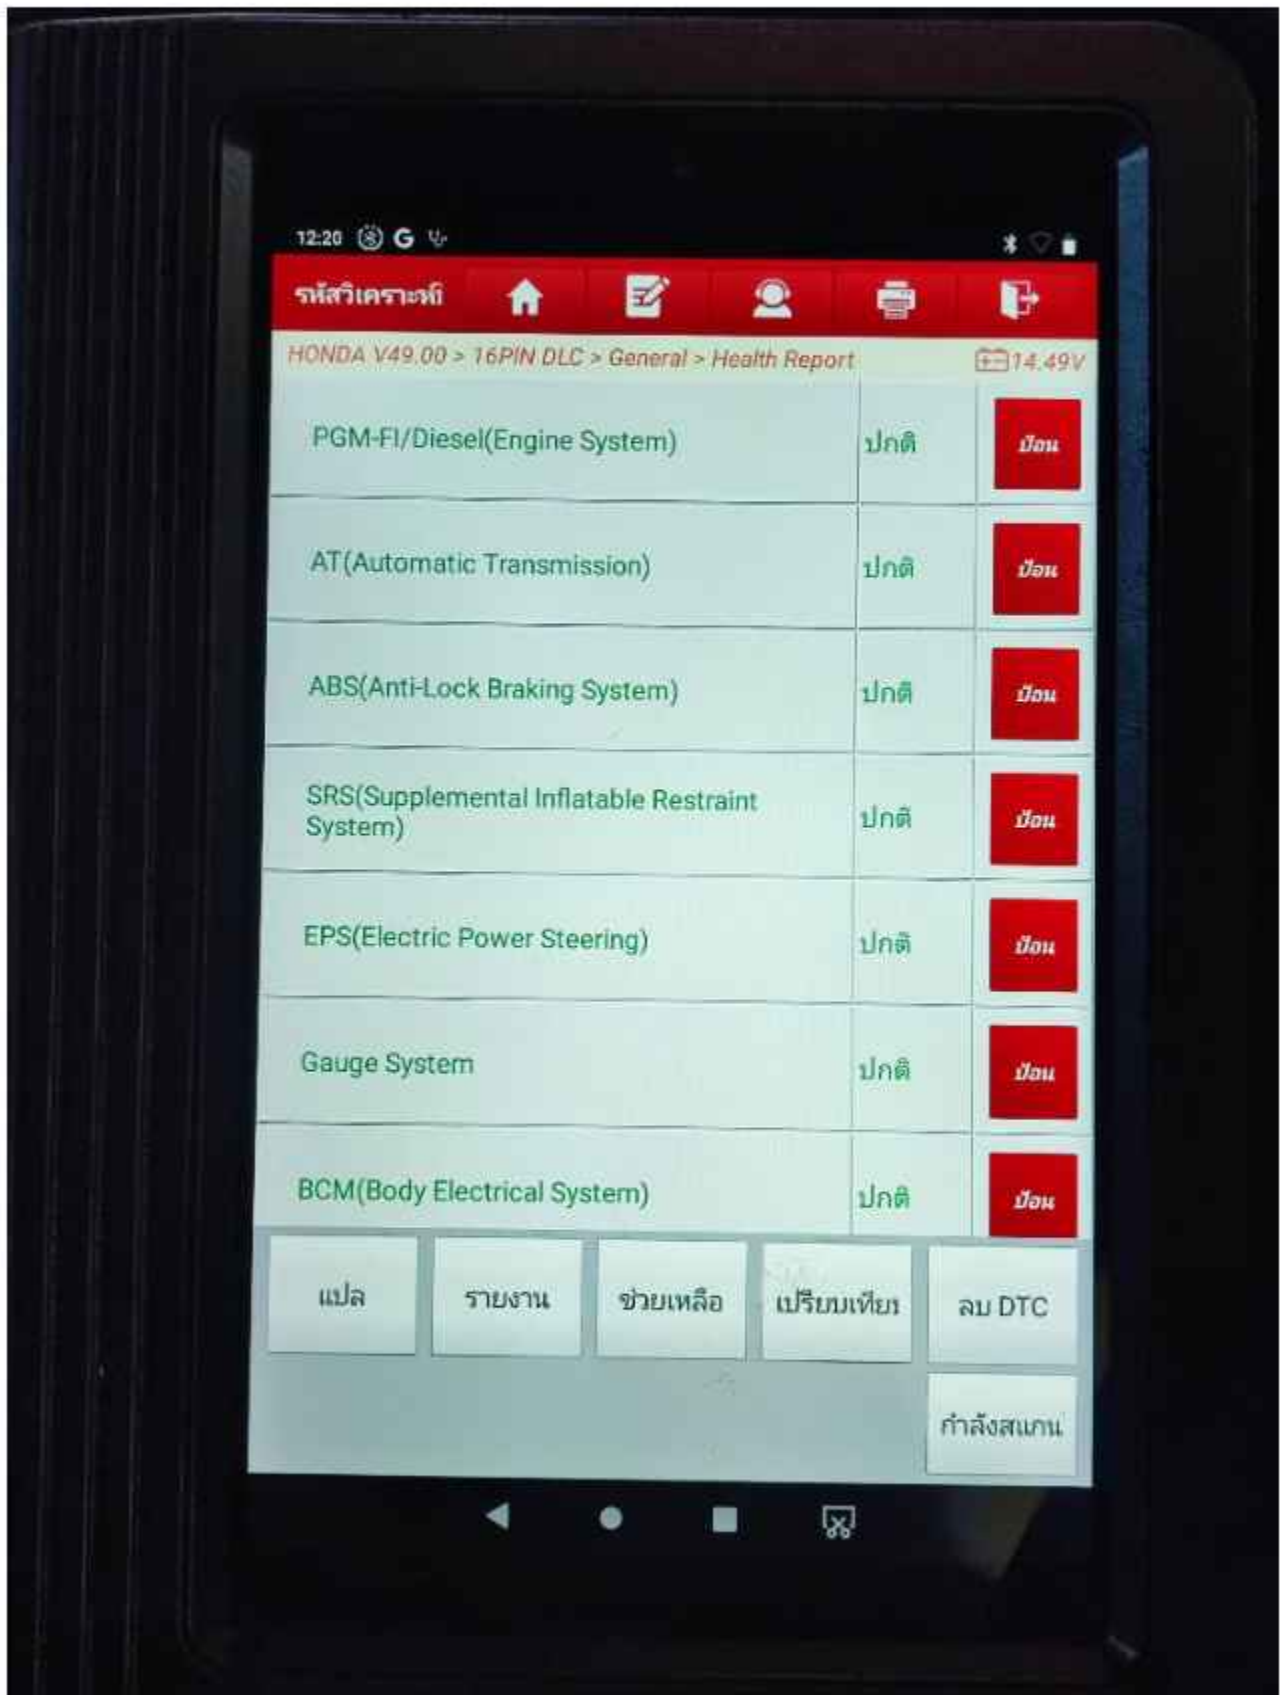 12:20 G
รหัสวิเคราะห์
HONDA V49.00 > 16PIN DLC > General > Health Report 14.49V
PGM-FI/Diesel(Engine System) ปกติ ป้อน
AT(Automatic Transmission) ปกติ ป้อน
ABS(Anti-Lock Braking System) ปกติ ป้อน
SRS(Supplemental Inflatable Restraint
System) ปกติ ป้อน
EPS(Electric Power Steering) ปกติ ป้อน
Gauge System ปกติ ป้อน
BCM(Body Electrical System) ปกติ ป้อน
แปล รายงาน ช่วยเหลือ เปรียบเทียบ ลบ DTC
กำลังสแกน